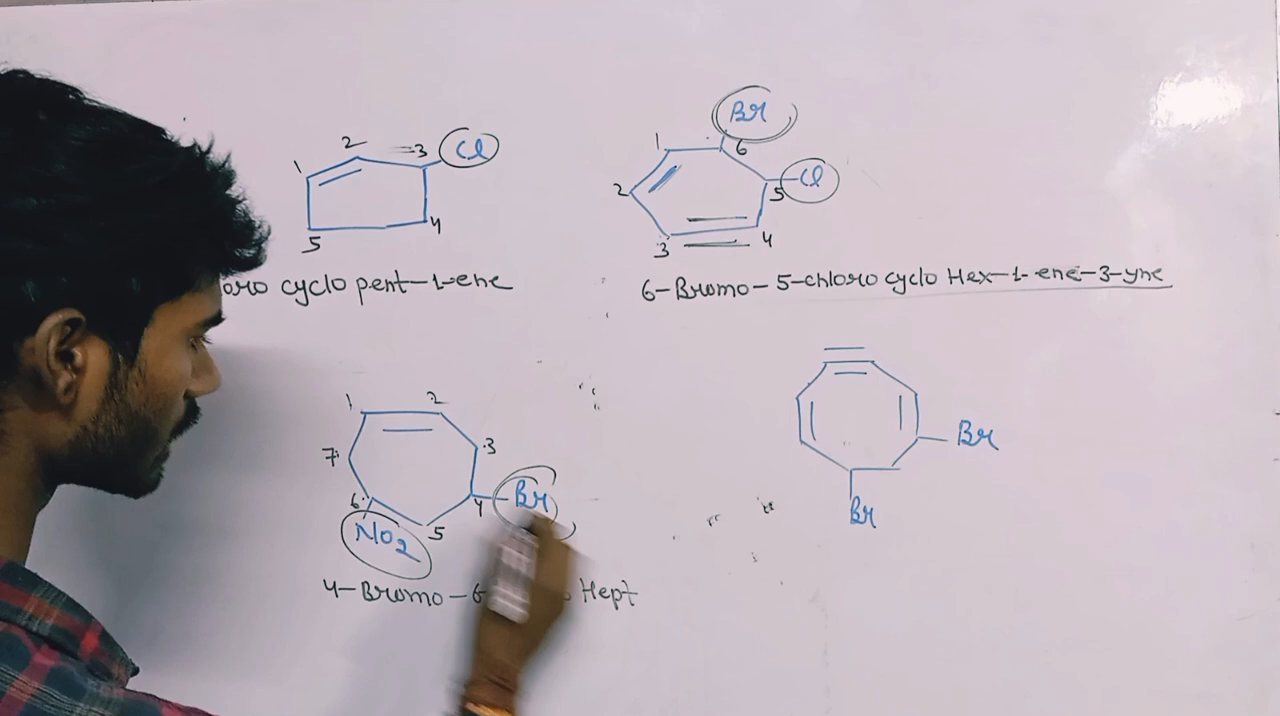 1
2
=3
Cl
5
4
oro cyclo pent-1-ene
Br
1
6
2
5
Cl
3
4
6-Bromo-5-chloro cyclo Hex-1-ene-3-yne
1
2
7
3
6
4
Br
NO2
5
4-Bromo-6 Hept
Br
Br